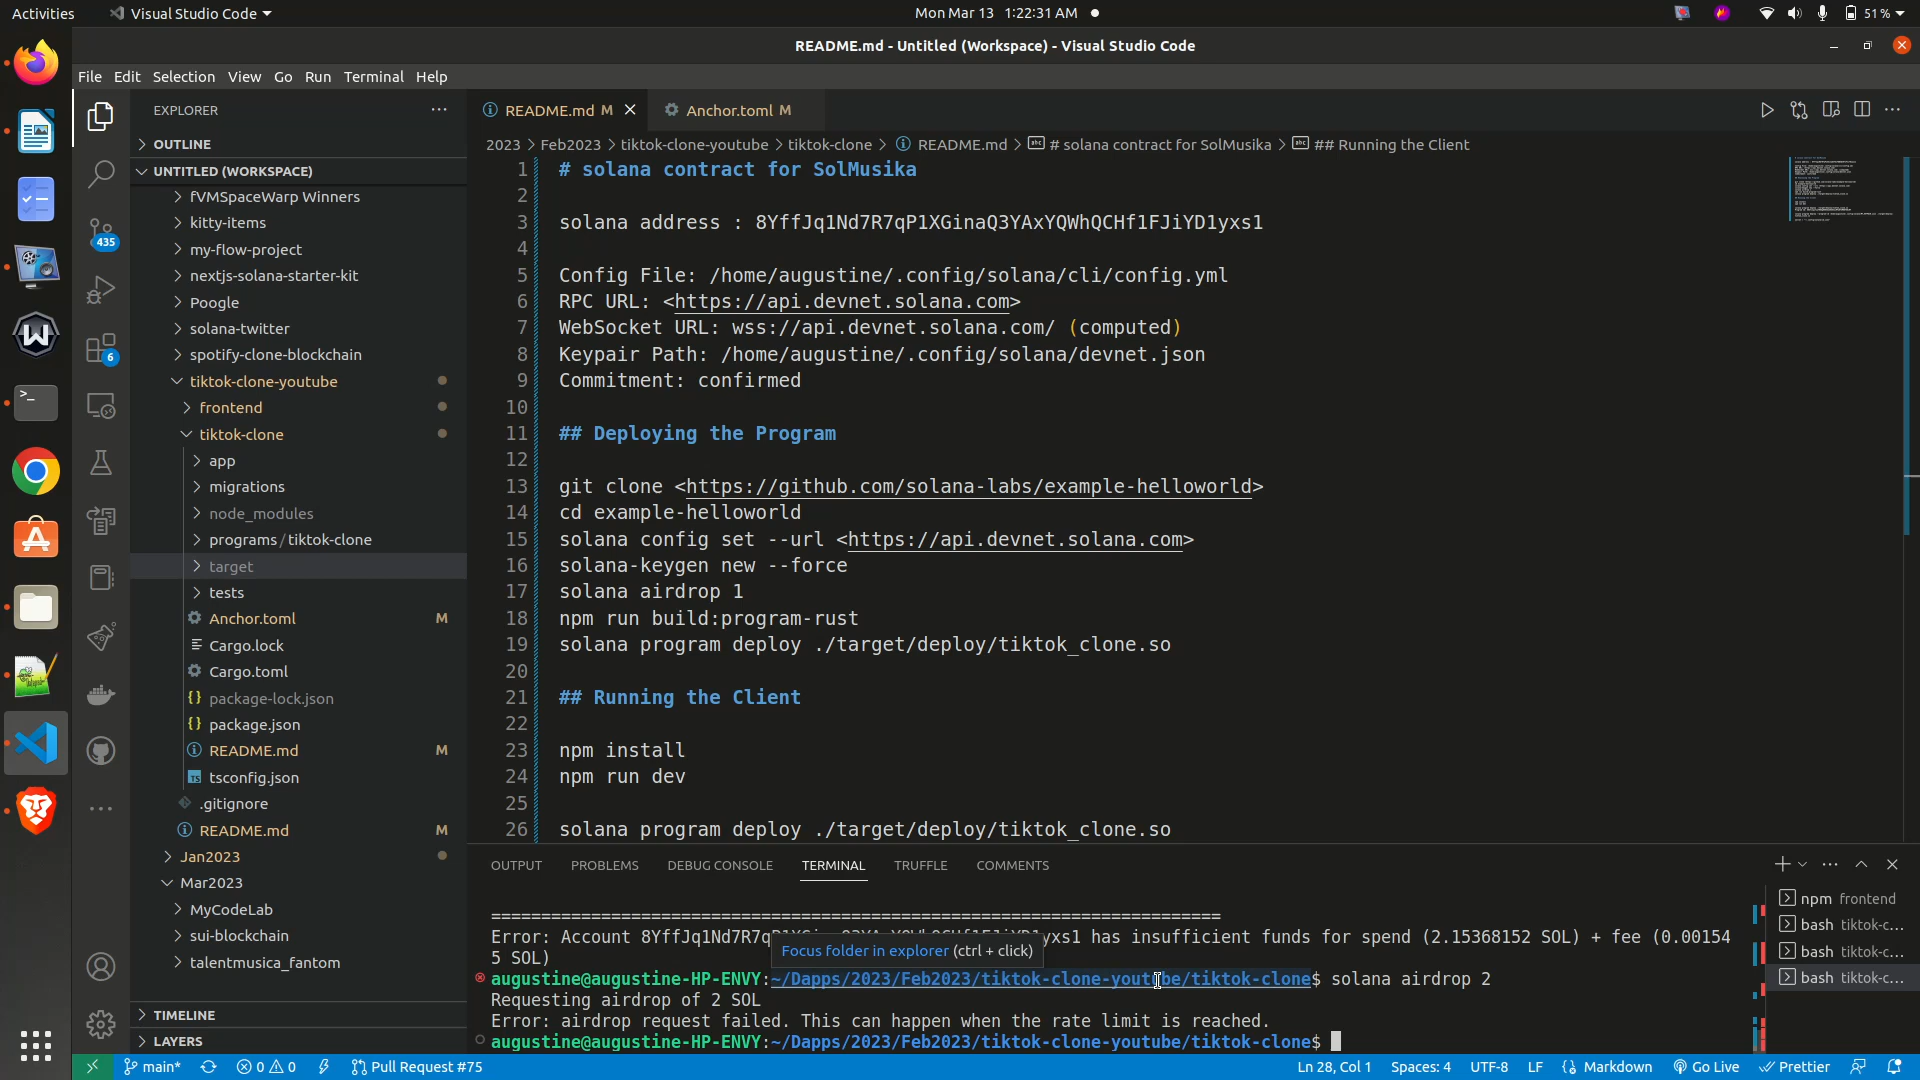 Activities
Visual Studio Code
Mon Mar 13 1:22:31 AM
51 %
README.md - Untitled (Workspace) - Visual Studio Code
File Edit Selection View Go Run Terminal Help
EXPLORER
README.md M
Anchor.toml M
OUTLINE
2023 > Feb2023 > tiktok-clone-youtube > tiktok-clone > README.md > # solana contract for SolMusika > ## Running the Client
UNTITLED (WORKSPACE)
fVMSpaceWarp Winners
kitty-items
my-flow-project
nextjs-solana-starter-kit
Poogle
solana-twitter
spotify-clone-blockchain
tiktok-clone-youtube
frontend
tiktok-clone
app
migrations
node_modules
programs / tiktok-clone
target
tests
Anchor.toml M
Cargo.lock
Cargo.toml
package-lock.json
package.json
README.md M
tsconfig.json
.gitignore
README.md M
Jan2023
Mar2023
MyCodeLab
sui-blockchain
talentmusica_fantom
TIMELINE
LAYERS
435
6
1 # solana contract for SolMusika
2
3 solana address : 8YffJq1Nd7R7qP1XGinaQ3YAxYQWhQCHf1FJiYD1yxs1
4
5 Config File: /home/augustine/.config/solana/cli/config.yml
6 RPC URL: <https://api.devnet.solana.com>
7 WebSocket URL: wss://api.devnet.solana.com/ (computed)
8 Keypair Path: /home/augustine/.config/solana/devnet.json
9 Commitment: confirmed
10
11 ## Deploying the Program
12
13 git clone <https://github.com/solana-labs/example-helloworld>
14 cd example-helloworld
15 solana config set --url <https://api.devnet.solana.com>
16 solana-keygen new --force
17 solana airdrop 1
18 npm run build:program-rust
19 solana program deploy ./target/deploy/tiktok_clone.so
20
21 ## Running the Client
22
23 npm install
24 npm run dev
25
26 solana program deploy ./target/deploy/tiktok_clone.so
OUTPUT PROBLEMS DEBUG CONSOLE TERMINAL TRUFFLE COMMENTS
======================================================================
Error: Account 8YffJq1Nd7R7q yxs1 has insufficient funds for spend (2.15368152 SOL) + fee (0.00154
Focus folder in explorer (ctrl + click)
5 SOL)
augustine@augustine-HP-ENVY:~/Dapps/2023/Feb2023/tiktok-clone-youtube/tiktok-clone$ solana airdrop 2
Requesting airdrop of 2 SOL
Error: airdrop request failed. This can happen when the rate limit is reached.
augustine@augustine-HP-ENVY:~/Dapps/2023/Feb2023/tiktok-clone-youtube/tiktok-clone$
npm frontend
bash tiktok-c...
bash tiktok-c...
bash tiktok-c...
main* 0 0 Pull Request #75
Ln 28, Col 1 Spaces: 4 UTF-8 LF Markdown Go Live Prettier